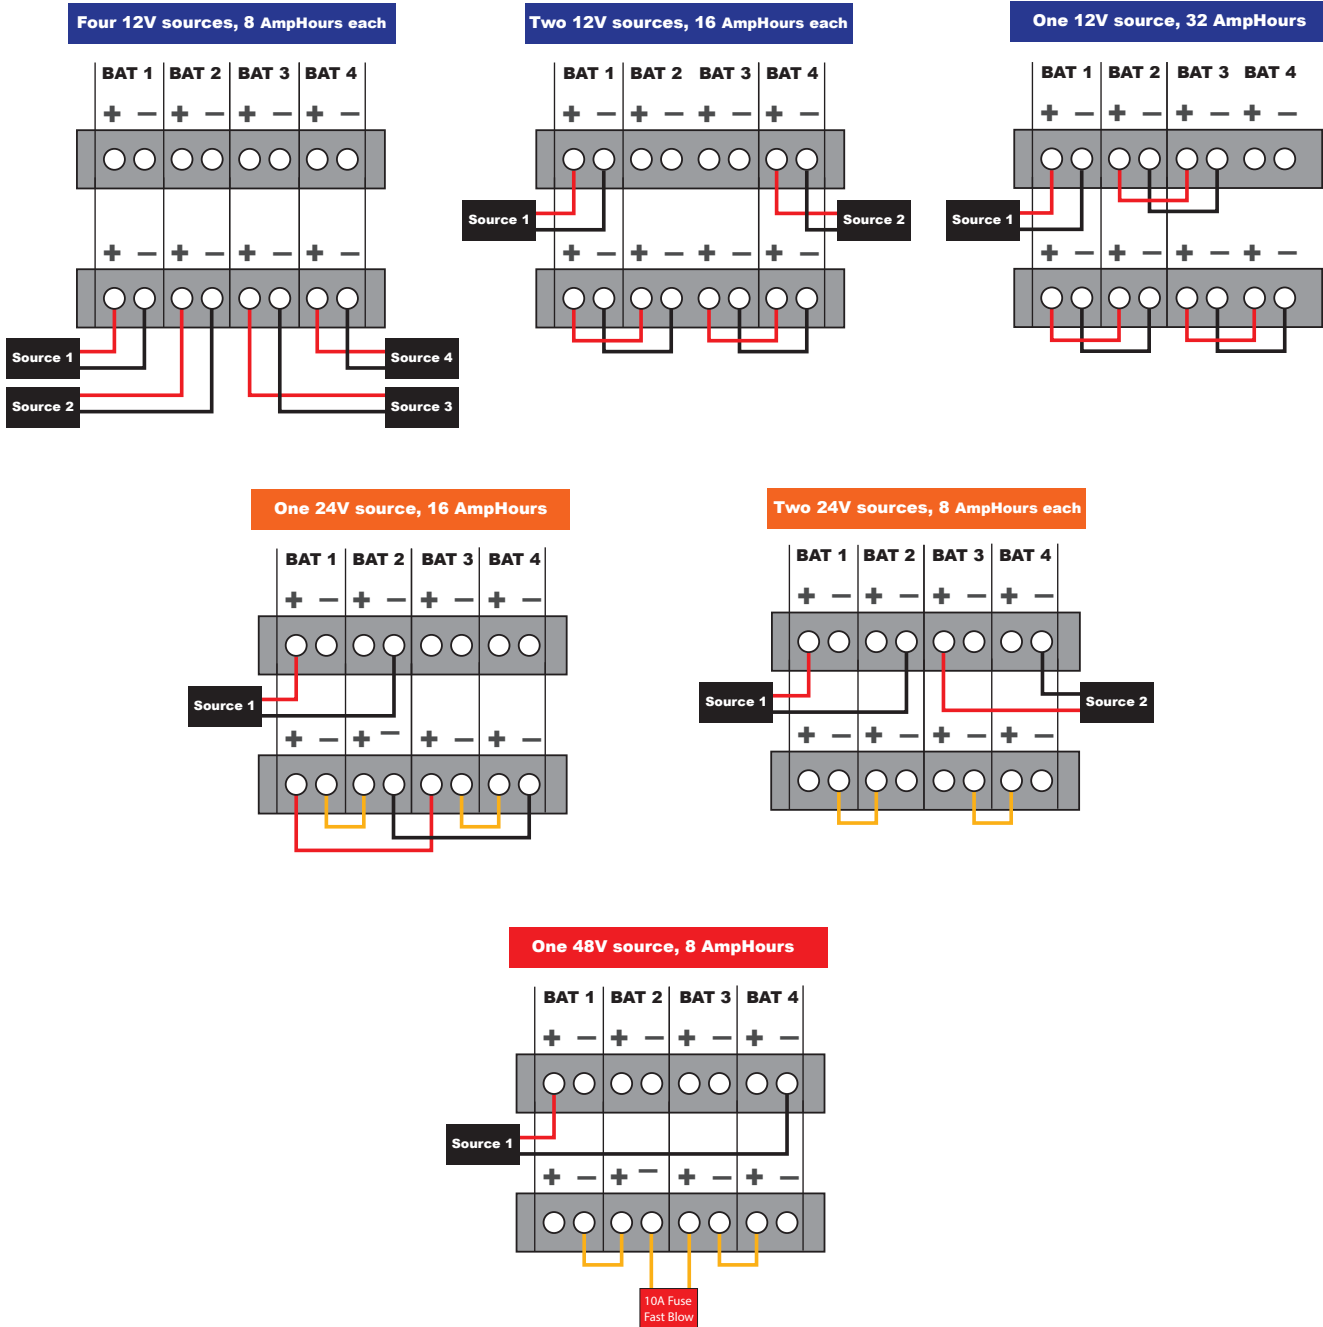 Four 12V sources, 8 AmpHours each
BAT 1 BAT 2 BAT 3 BAT 4
+ − + − + − + −
+ − + − + − + −
Source 1
Source 4
Source 2
Source 3
Two 12V sources, 16 AmpHours each
BAT 1 BAT 2 BAT 3 BAT 4
+ − + − + − + −
Source 1
Source 2
+ − + − + − + −
One 12V source, 32 AmpHours
BAT 1 BAT 2 BAT 3 BAT 4
+ − + − + − + −
Source 1
+ − + − + − + −
One 24V source, 16 AmpHours
BAT 1 BAT 2 BAT 3 BAT 4
+ − + − + − + −
Source 1
+ − + − + − + −
Two 24V sources, 8 AmpHours each
BAT 1 BAT 2 BAT 3 BAT 4
+ − + − + − + −
Source 1
Source 2
+ − + − + − + −
One 48V source, 8 AmpHours
BAT 1 BAT 2 BAT 3 BAT 4
+ − + − + − + −
Source 1
+ − + − + − + −
10A Fuse
Fast Blow